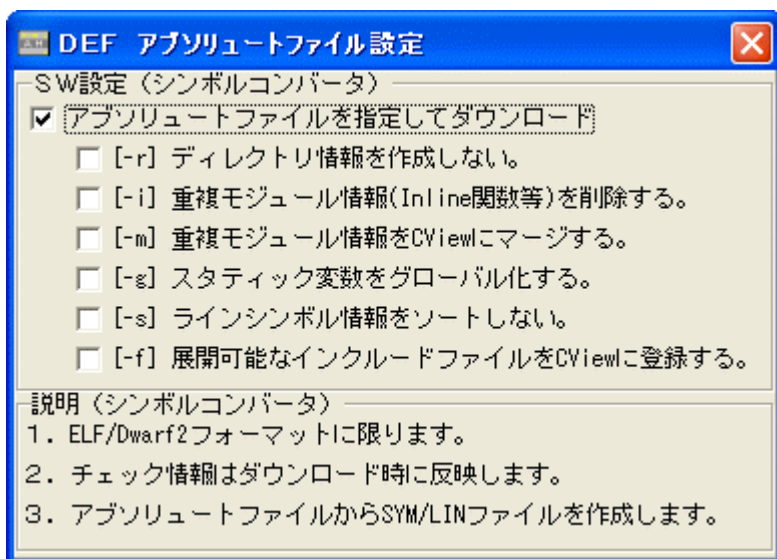 DEF アブソリュートファイル設定
SW設定（シンボルコンバータ）
アブソリュートファイルを指定してダウンロード
[-r] ディレクトリ情報を作成しない。
[-i] 重複モジュール情報(Inline関数等)を削除する。
[-m] 重複モジュール情報をCViewにマージする。
[-g] スタティック変数をグローバル化する。
[-s] ラインシンボル情報をソートしない。
[-f] 展開可能なインクルードファイルをCViewに登録する。
説明（シンボルコンバータ）
１．ELF/Dwarf2フォーマットに限ります。
２．チェック情報はダウンロード時に反映します。
３．アブソリュートファイルからSYM/LINファイルを作成します。